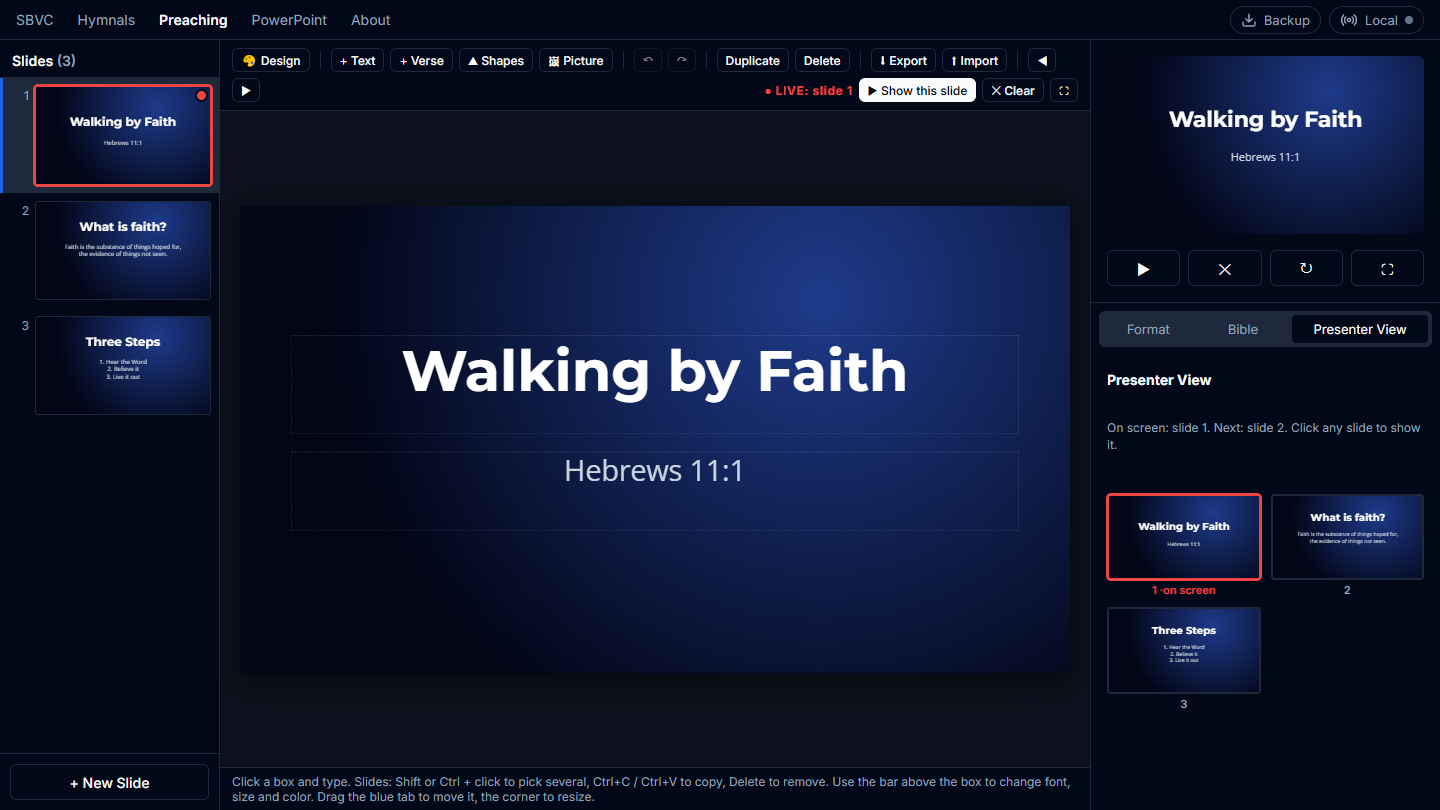 SBVC Hymnals Preaching PowerPoint About Backup Local
Slides (3)
1
Walking by Faith
Hebrews 11:1
2
What is faith?
Faith is the substance of things hoped for,
the evidence of things not seen.
3
Three Steps
1. Hear the Word
2. Believe it
3. Live it out
+ New Slide
Design + Text + Verse Shapes Picture Duplicate Delete Export Import
LIVE: slide 1 Show this slide Clear
Walking by Faith
Hebrews 11:1
Click a box and type. Slides: Shift or Ctrl + click to pick several, Ctrl+C / Ctrl+V to copy, Delete to remove. Use the bar above the box to change font,
size and color. Drag the blue tab to move it, the corner to resize.
Walking by Faith
Hebrews 11:1
Format Bible Presenter View
Presenter View
On screen: slide 1. Next: slide 2. Click any slide to show
it.
Walking by Faith
Hebrews 11:1
1 · on screen
What is faith?
Faith is the substance of things hoped for,
the evidence of things not seen.
2
Three Steps
1. Hear the Word
2. Believe it
3. Live it out
3